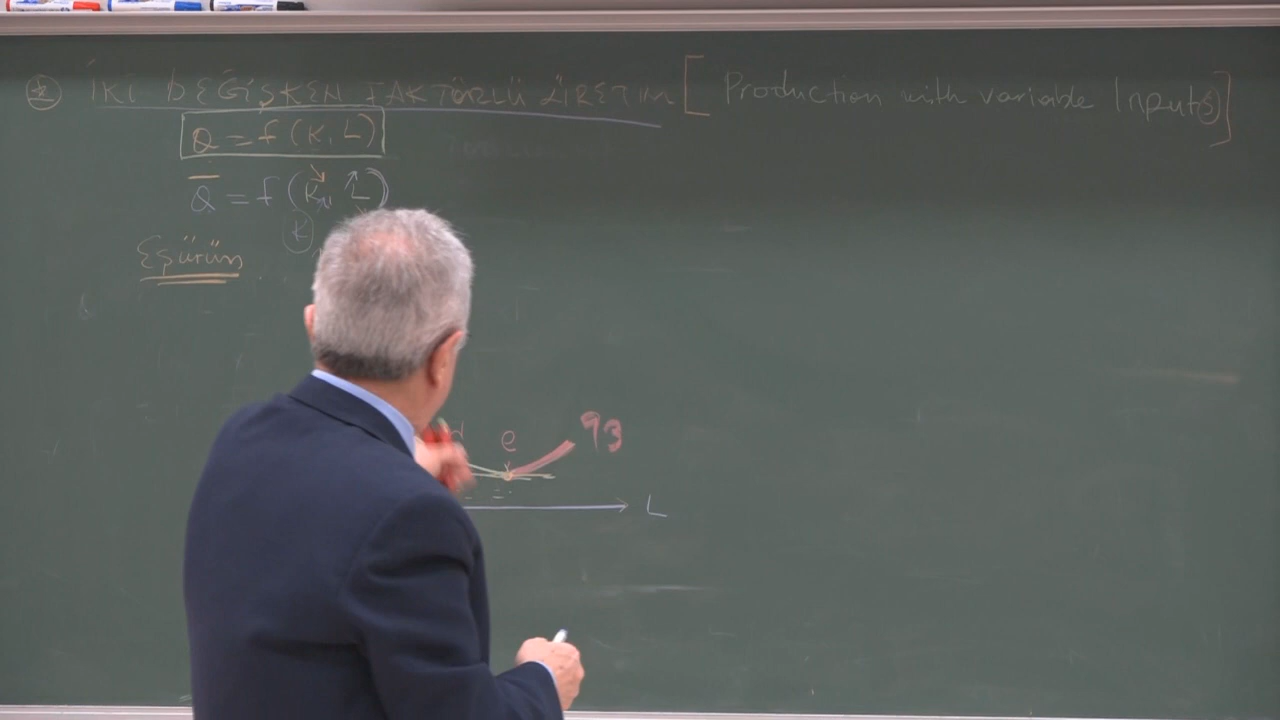 İKİ DEĞİŞKEN FAKTÖRLÜ ÜRETİM [Production with variable Inputs]
Q = f (K, L)
Q = f (K, L)
K
Eşürün
e q3
L